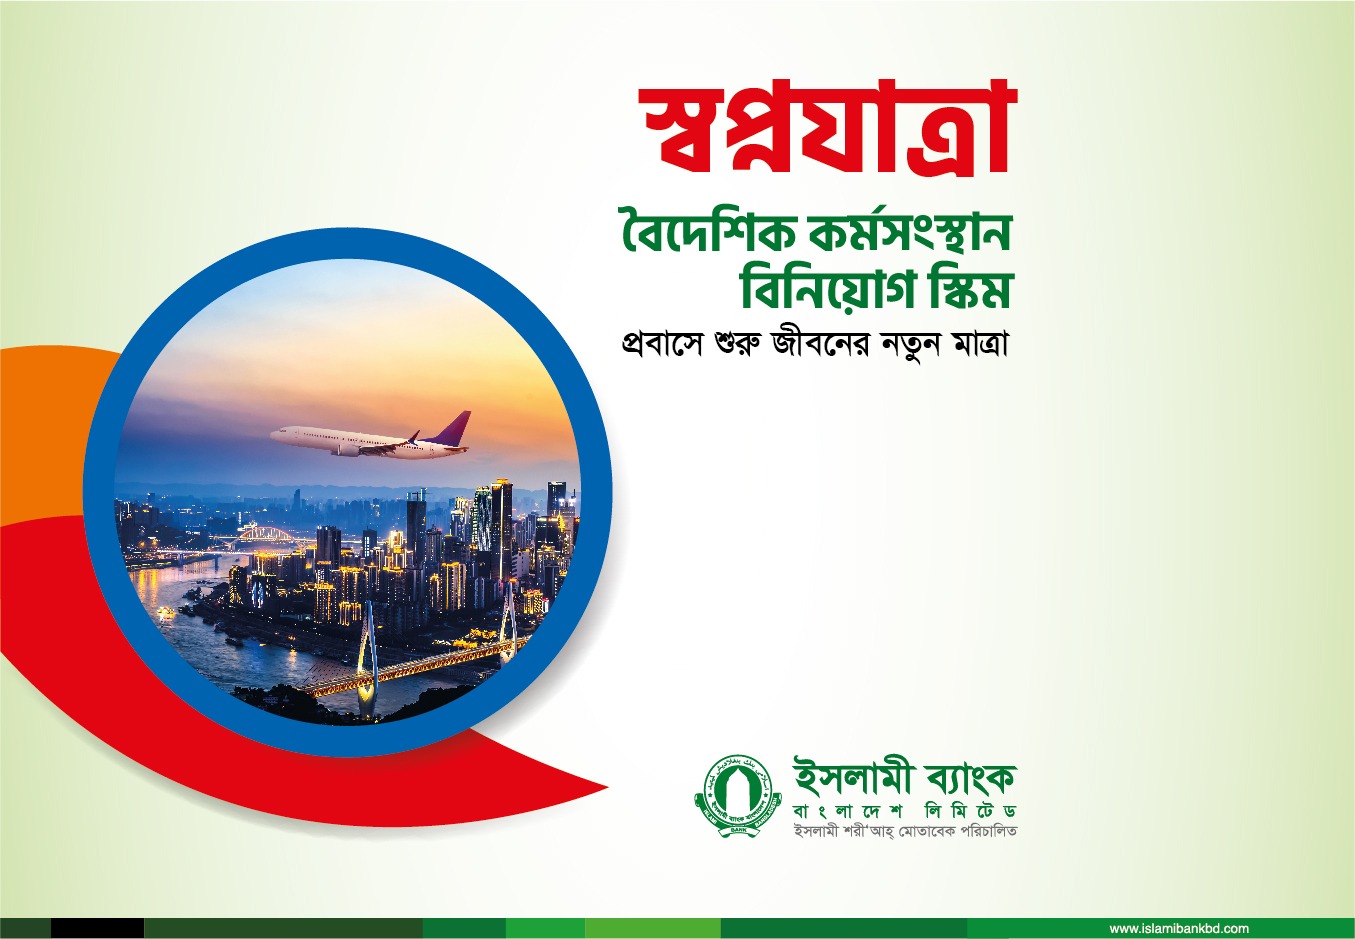 স্বপ্নযাত্রা
বৈদেশিক কর্মসংস্থান
বিনিয়োগ স্কিম
প্রবাসে শুরু জীবনের নতুন মাত্রা
ইসলামী ব্যাংক
বাংলাদেশ লিমিটেড
ইসলামী শরী‘আহ্ মোতাবেক পরিচালিত
www.islamibankbd.com